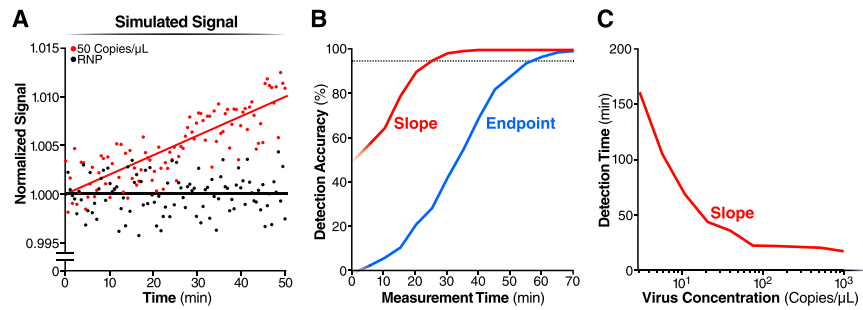 A
Simulated Signal
50 Copies/µL
RNP
Normalized Signal
1.015
1.010
1.005
1.000
0.995
0
0 10 20 30 40 50
Time (min)
B
Detection Accuracy (%)
100
80
60
40
20
0
Slope
Endpoint
0 10 20 30 40 50 60 70
Measurement Time (min)
C
Detection Time (min)
200
150
100
50
0
Slope
10¹ 10² 10³
Virus Concentration (Copies/µL)